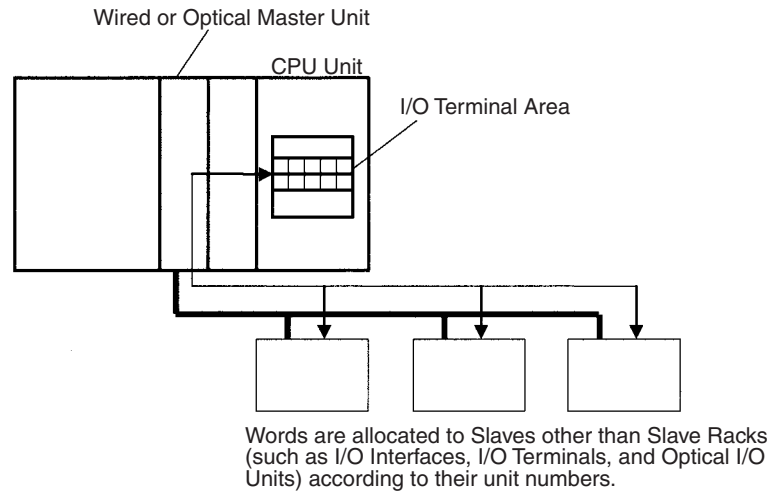 Wired or Optical Master Unit
CPU Unit
I/O Terminal Area
Words are allocated to Slaves other than Slave Racks
(such as I/O Interfaces, I/O Terminals, and Optical I/O
Units) according to their unit numbers.